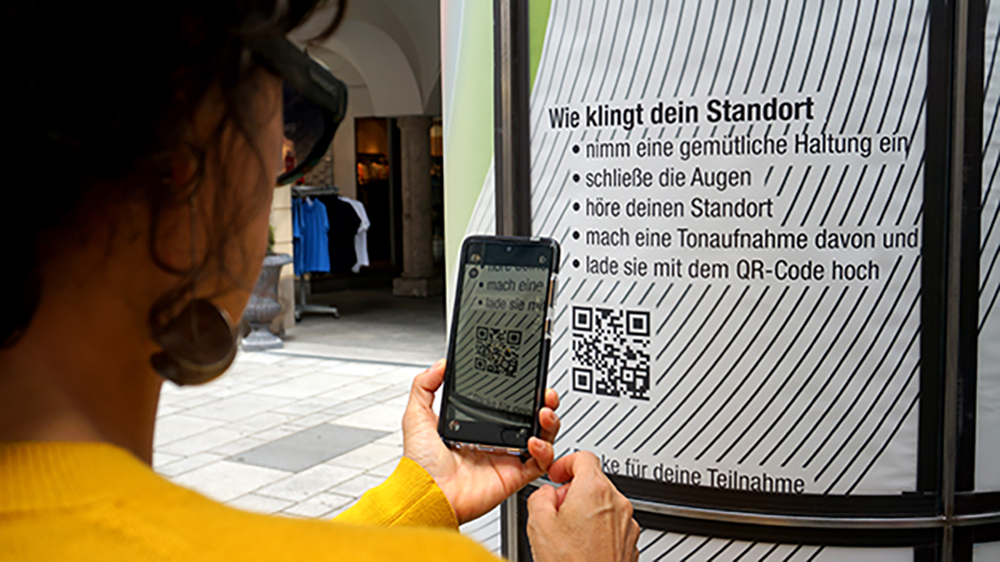 Wie klingt dein Standort
• nimm eine gemütliche Haltung ein
• schließe die Augen
• höre deinen Standort
• mach eine Tonaufnahme davon und
• lade sie mit dem QR-Code hoch
für deine Teilnahme
• mach eine
• lade sie